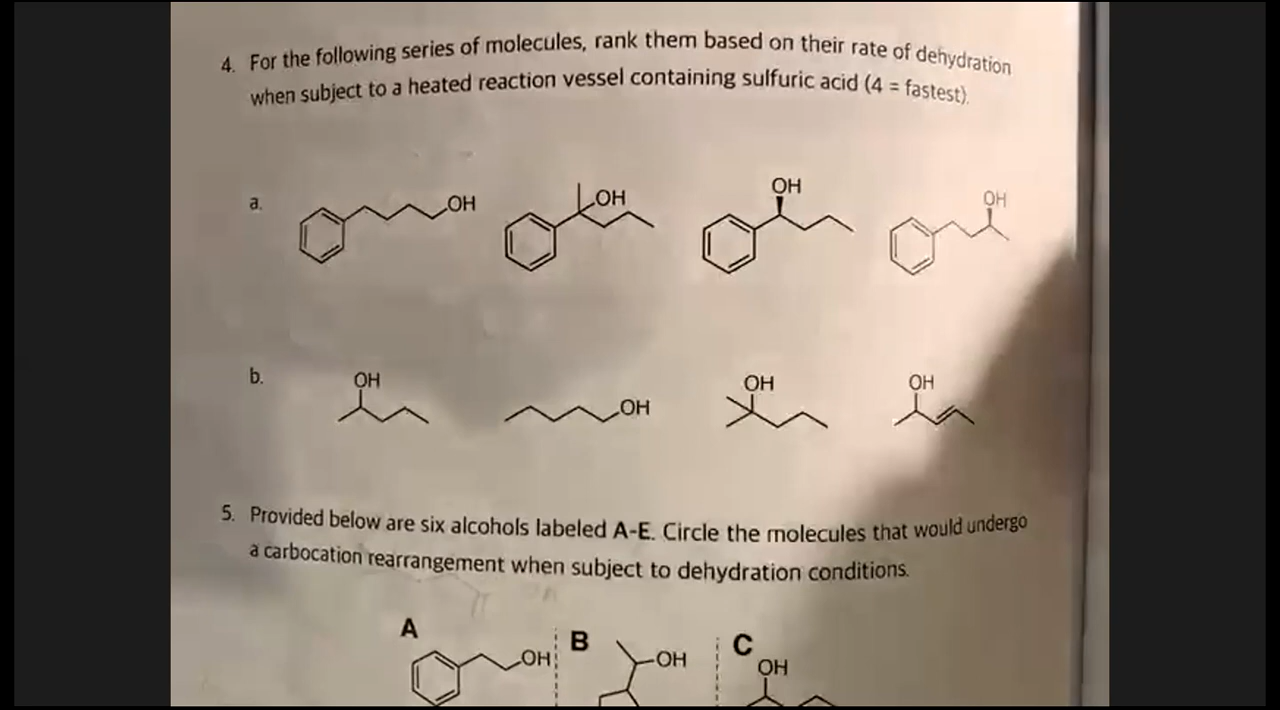 4. For the following series of molecules, rank them based on their rate of dehydration
when subject to a heated reaction vessel containing sulfuric acid (4 = fastest).
a. OH OH OH OH
b. OH OH OH OH
5. Provided below are six alcohols labeled A-E. Circle the molecules that would undergo
a carbocation rearrangement when subject to dehydration conditions.
A B C
OH OH OH